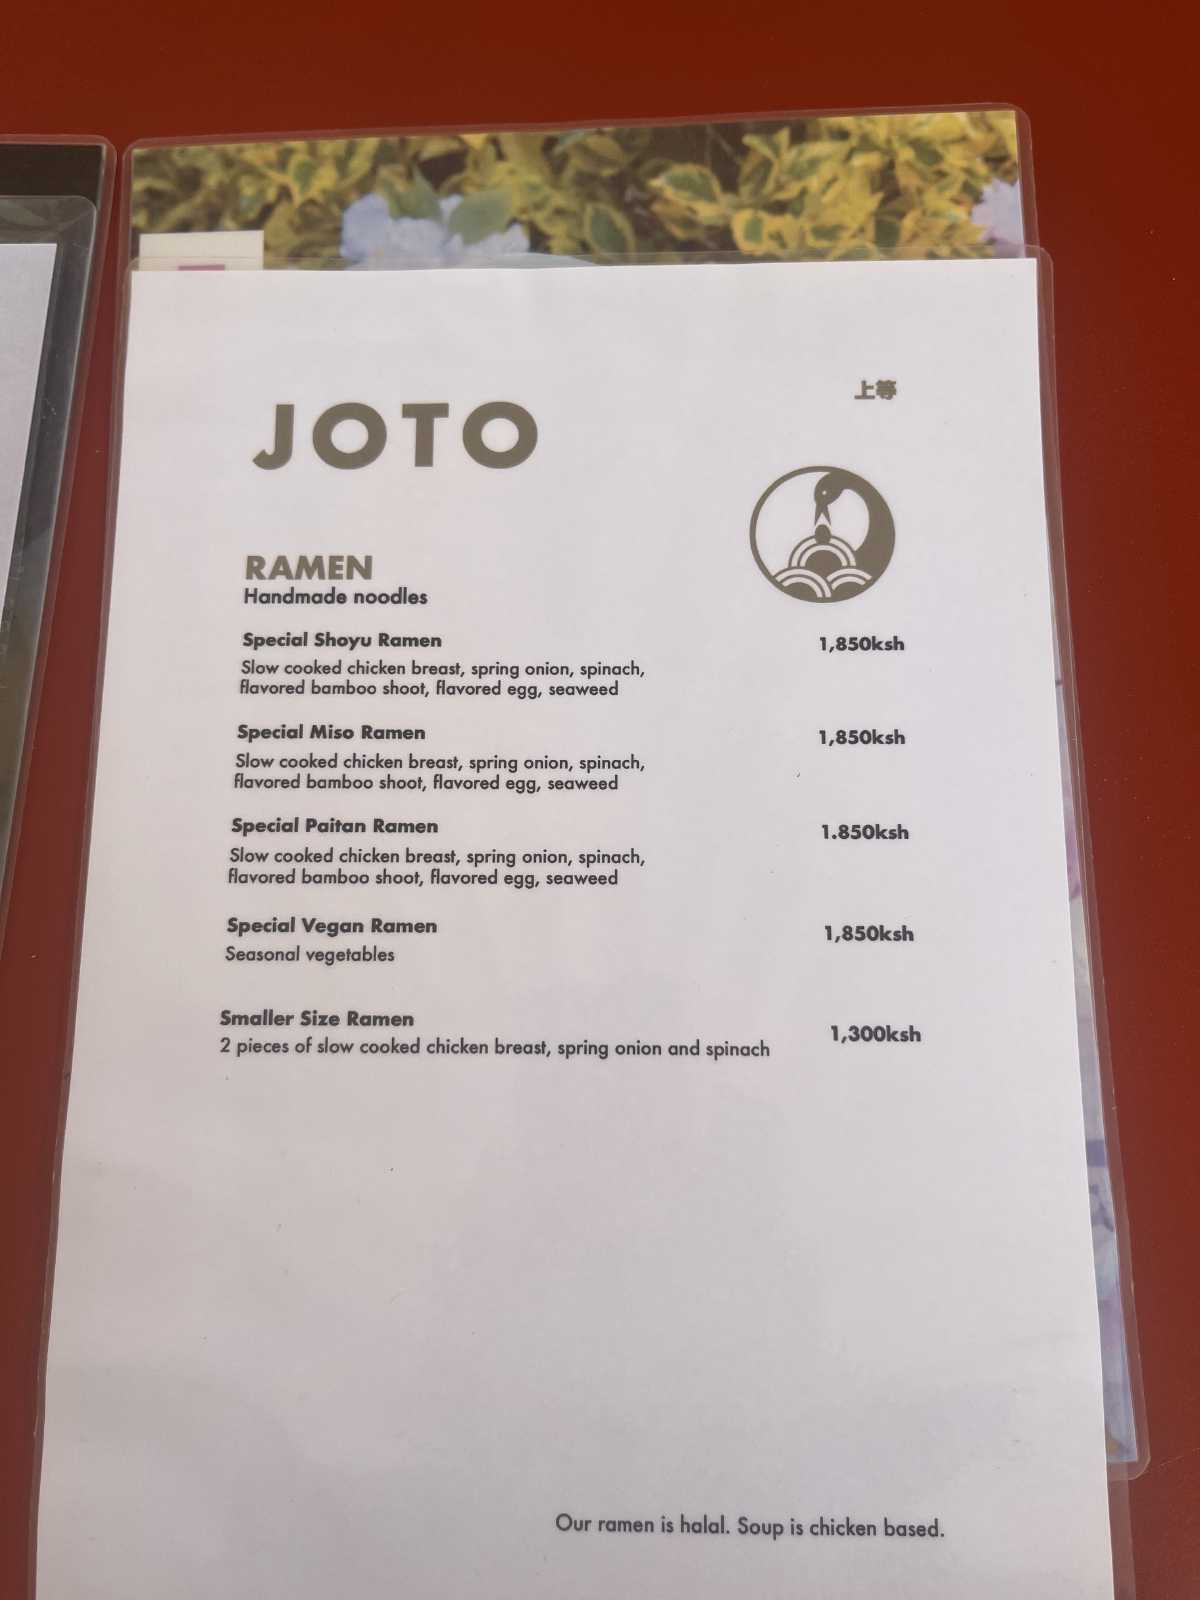 上等
JOTO
RAMEN
Handmade noodles
Special Shoyu Ramen 1,850ksh
Slow cooked chicken breast, spring onion, spinach,
flavored bamboo shoot, flavored egg, seaweed
Special Miso Ramen 1,850ksh
Slow cooked chicken breast, spring onion, spinach,
flavored bamboo shoot, flavored egg, seaweed
Special Paitan Ramen 1.850ksh
Slow cooked chicken breast, spring onion, spinach,
flavored bamboo shoot, flavored egg, seaweed
Special Vegan Ramen 1,850ksh
Seasonal vegetables
Smaller Size Ramen 1,300ksh
2 pieces of slow cooked chicken breast, spring onion and spinach
Our ramen is halal. Soup is chicken based.